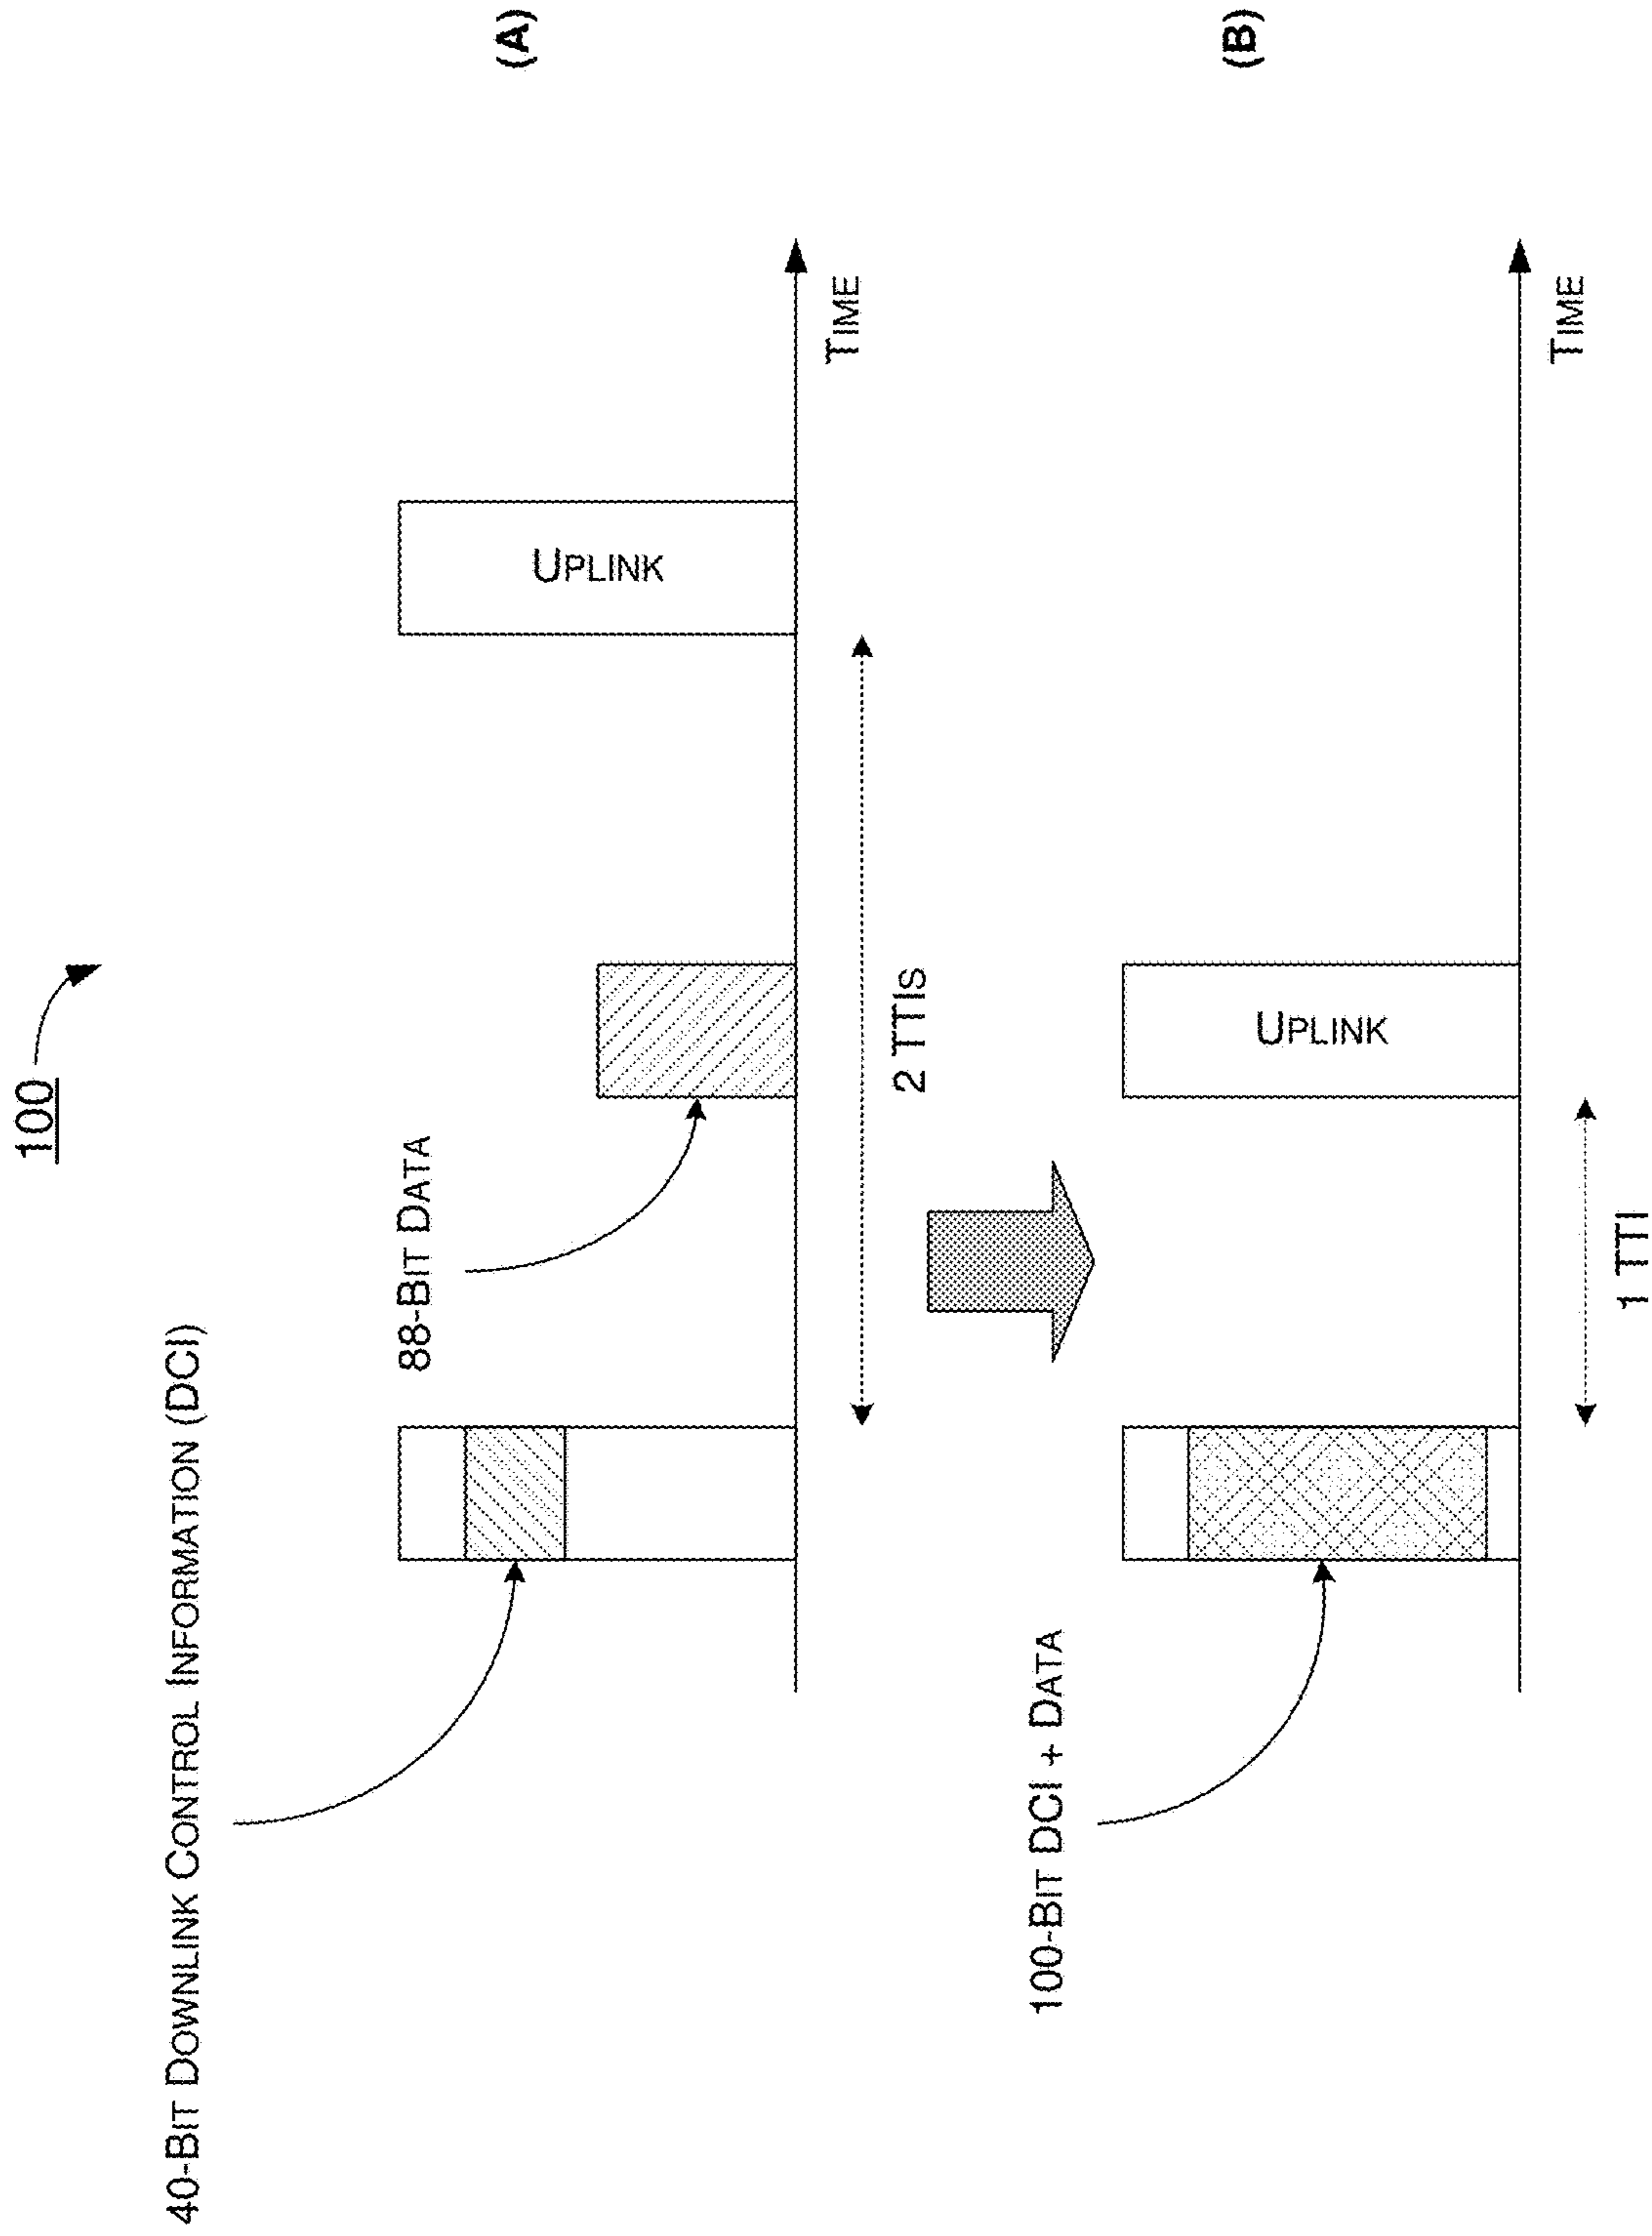 100
40-BIT DOWNLINK CONTROL INFORMATION (DCI)
88-BIT DATA
UPLINK
(A)
TIME
2 TTIS
100-BIT DCI + DATA
UPLINK
(B)
TIME
1 TTI